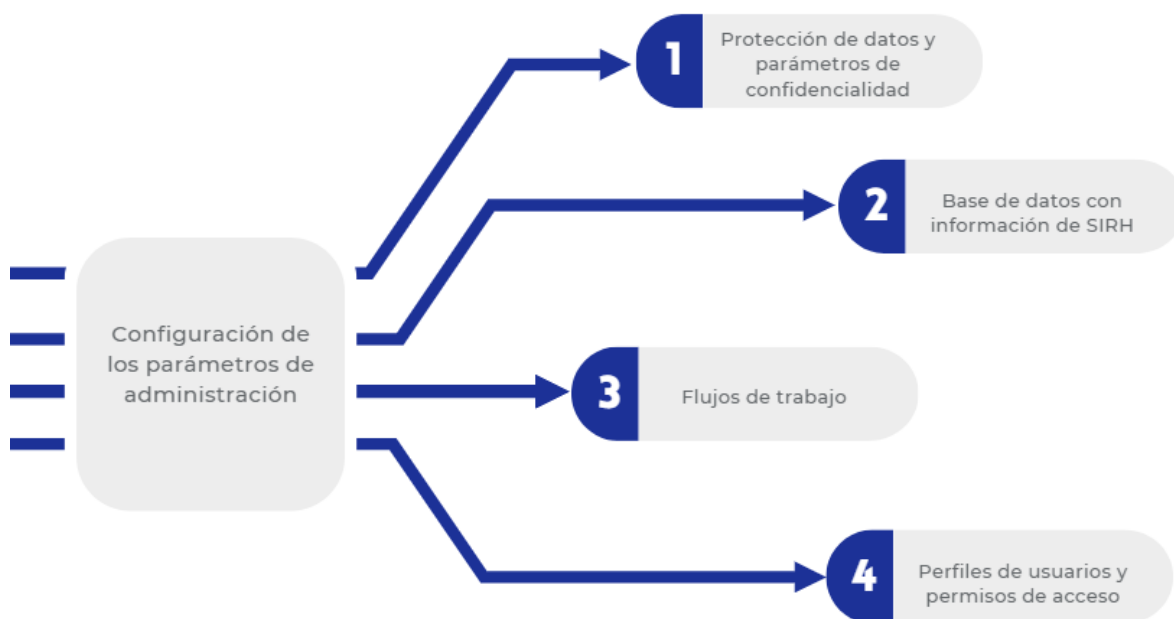 Configuración de
los parámetros de
administración
1
Protección de datos y
parámetros de
confidencialidad
2
Base de datos con
información de SIRH
3
Flujos de trabajo
4
Perfiles de usuarios y
permisos de acceso